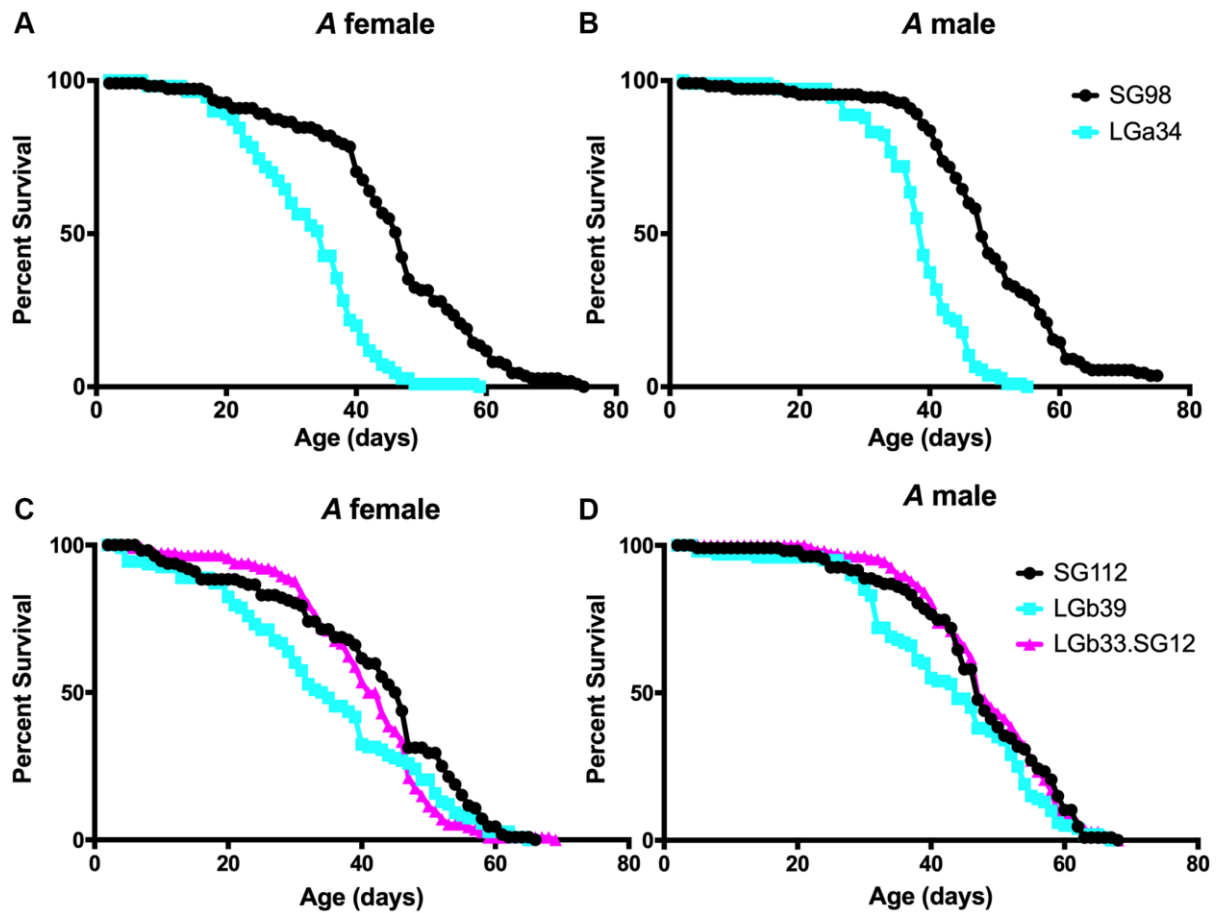 A
A female
Percent Survival
100
50
0
0 20 40 60 80
Age (days)
B
A male
Percent Survival
100
50
0
0 20 40 60 80
Age (days)
SG98
LGa34
C
A female
Percent Survival
100
50
0
0 20 40 60 80
Age (days)
D
A male
Percent Survival
100
50
0
0 20 40 60 80
Age (days)
SG112
LGb39
LGb33.SG12